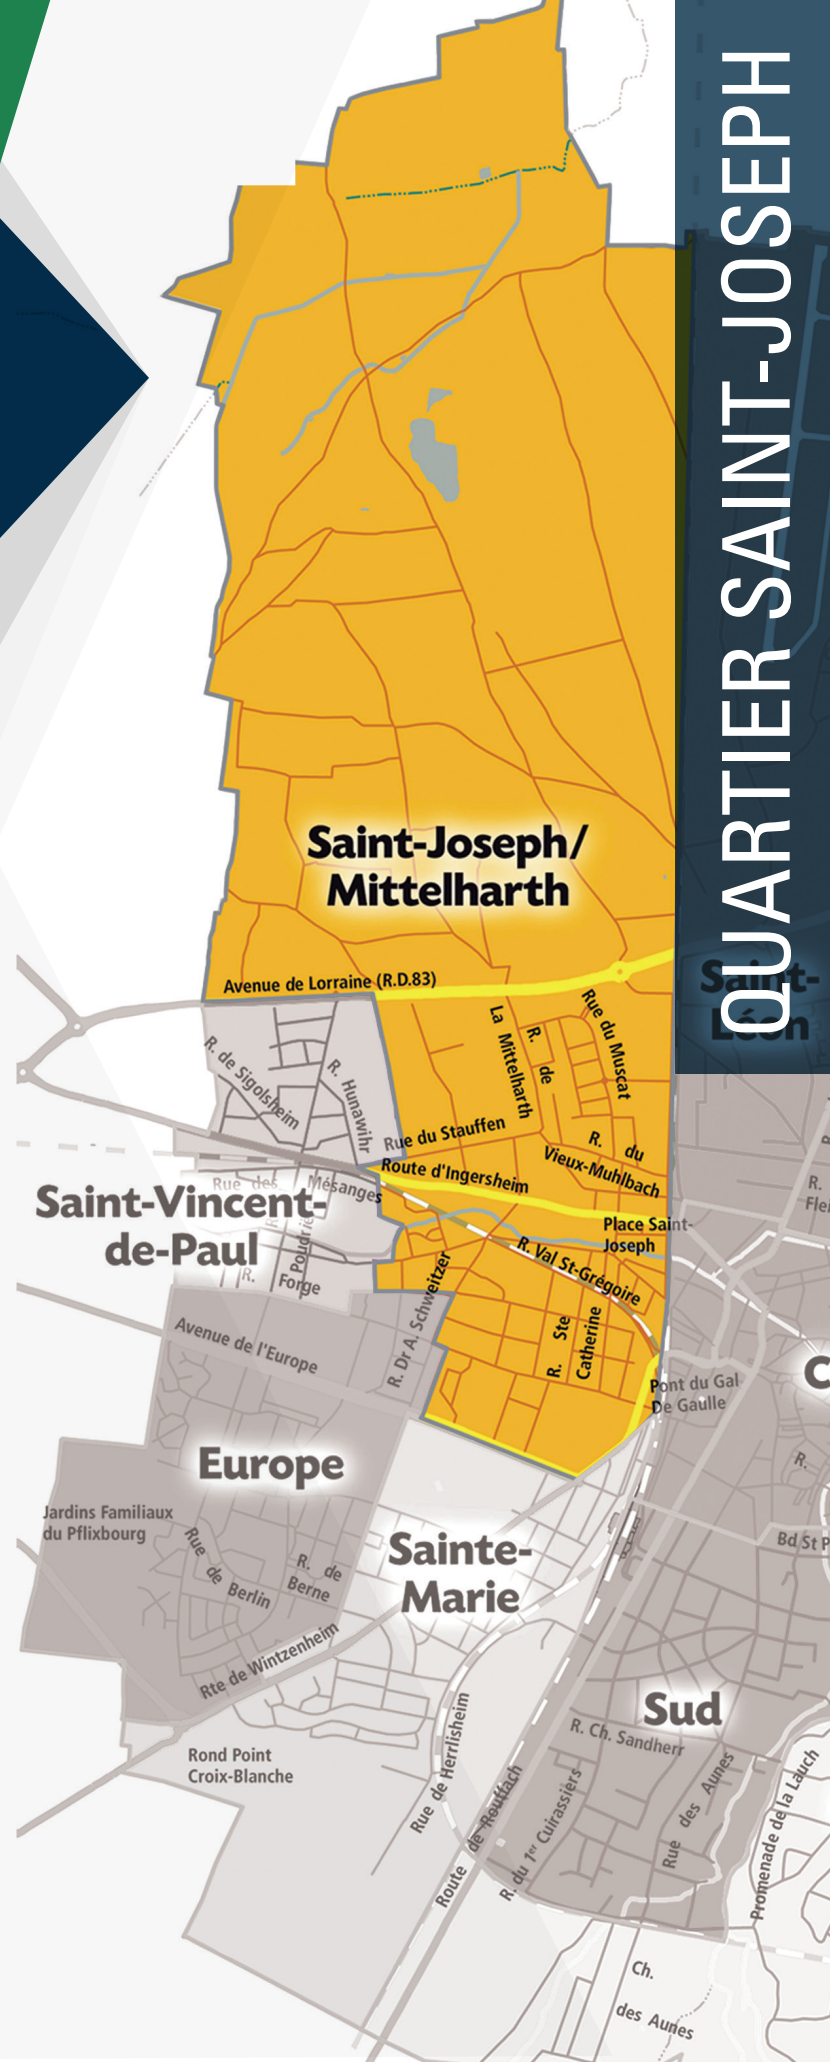 QUARTIER SAINT-JOSEPH
Saint-Joseph/
Mittelharth
Saint-
Léon
Avenue de Lorraine (R.D.83)
La Mittelharth
R. de
Rue du Muscat
R. de Sigolsheim
R. Hunawihr
Rue du Stauffen
R. du
Vieux-Muhlbach
Route d'Ingersheim
Rue des Mésanges
Saint-Vincent-
de-Paul
Place Saint-
Joseph
R.
R. Val St-Grégoire
R. Forge
R. Dr A. Schweitzer
R. Ste
Catherine
Avenue de l'Europe
Pont du Gal
De Gaulle
Europe
C
R.
Jardins Familiaux
du Pflixbourg
Rue de Berlin
R. de
Berne
Sainte-
Marie
Bd St P
Rte de Wintzenheim
Sud
R. Ch. Sandherr
Rond Point
Croix-Blanche
Rue de Herrlisheim
Route de Rouffach
R. du 1er Cuirassiers
Rue des Aunes
Promenade de la Lauch
Ch.
des Aunes